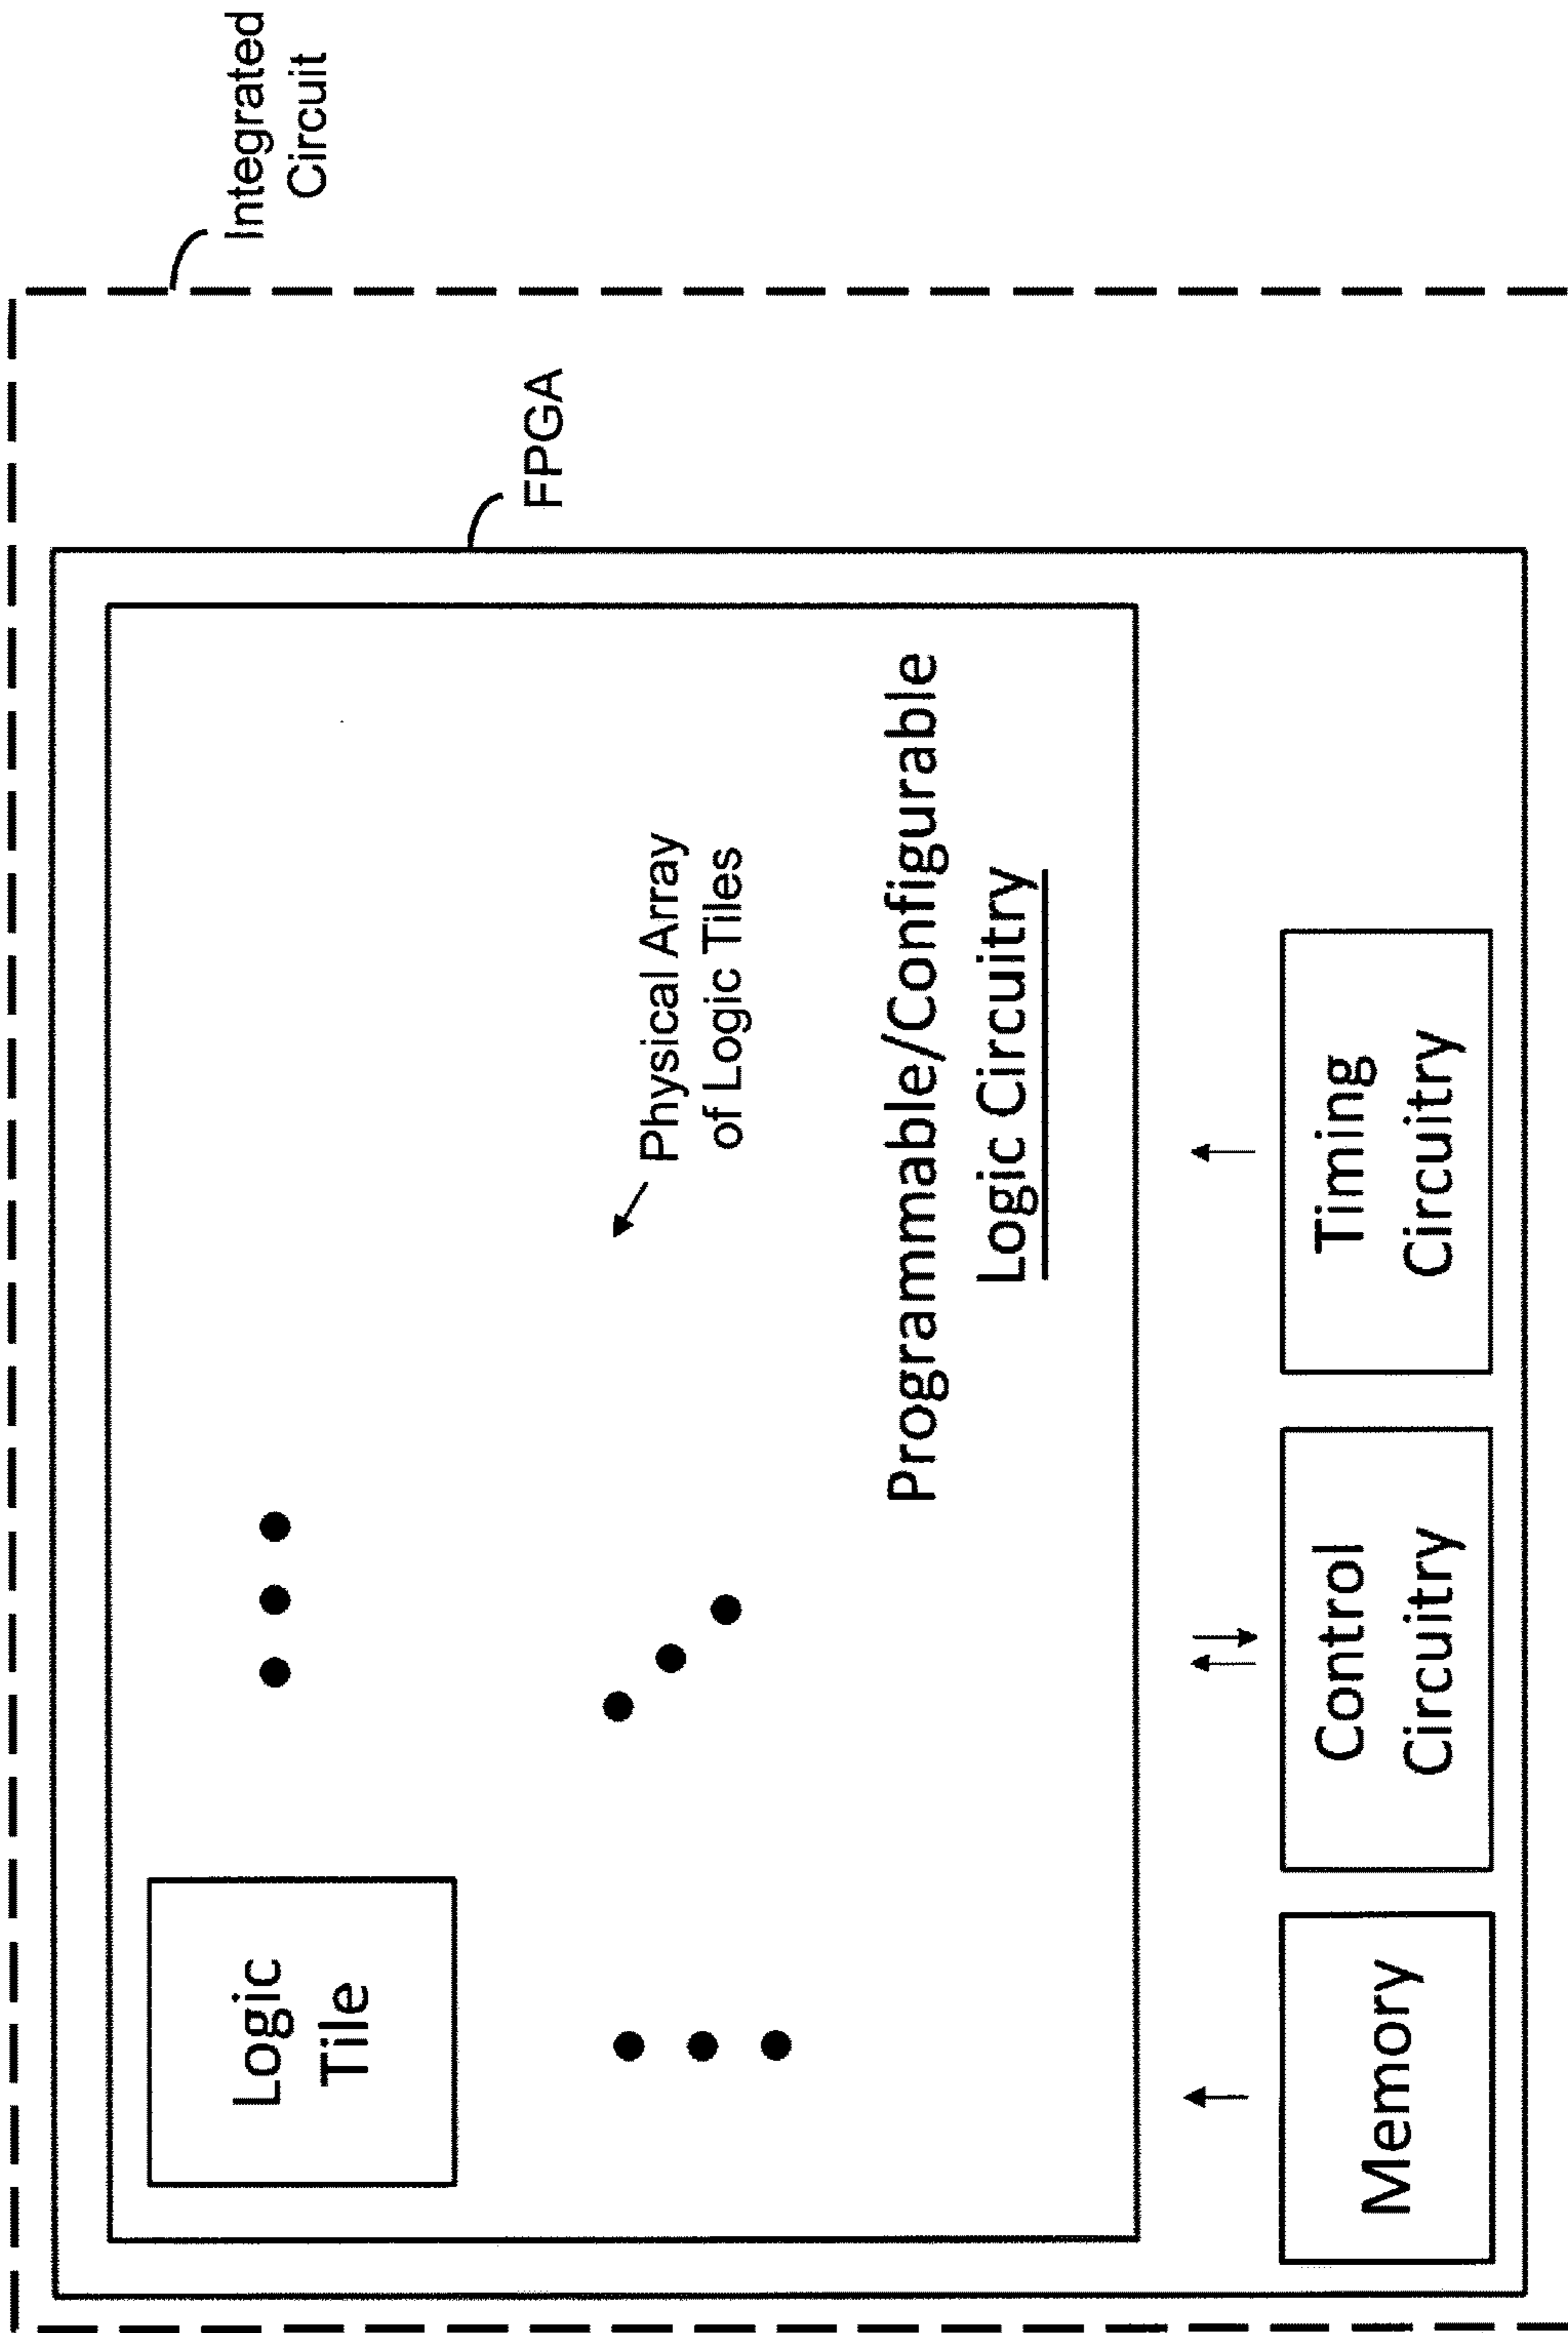 Integrated
Circuit
FPGA
Logic
Tile
Physical Array
of Logic Tiles
Programmable/Configurable
Logic Circuitry
Memory
Control
Circuitry
Timing
Circuitry